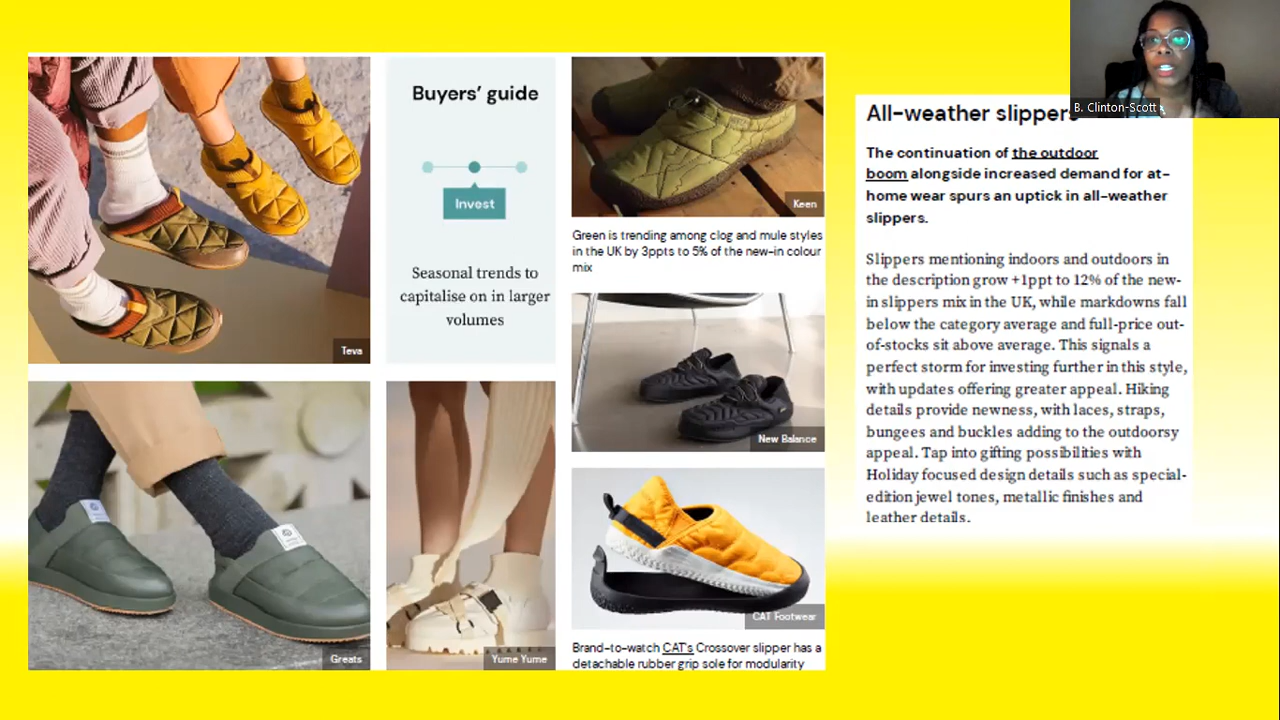 B. Clinton-Scott
Buyers' guide
Invest
Seasonal trends to
capitalise on in larger
volumes
Teva
Keen
Green is trending among clog and mule styles
in the UK by 3ppts to 5% of the new-in colour
mix
New Balance
Greats
Yume Yume
CAT Footwear
Brand-to-watch CAT's Crossover slipper has a
detachable rubber grip sole for modularity
All-weather slippers
The continuation of the outdoor
boom alongside increased demand for at-
home wear spurs an uptick in all-weather
slippers.
Slippers mentioning indoors and outdoors in
the description grow +1ppt to 12% of the new-
in slippers mix in the UK, while markdowns fall
below the category average and full-price out-
of-stocks sit above average. This signals a
perfect storm for investing further in this style,
with updates offering greater appeal. Hiking
details provide newness, with laces, straps,
bungees and buckles adding to the outdoorsy
appeal. Tap into gifting possibilities with
Holiday focused design details such as special-
edition jewel tones, metallic finishes and
leather details.